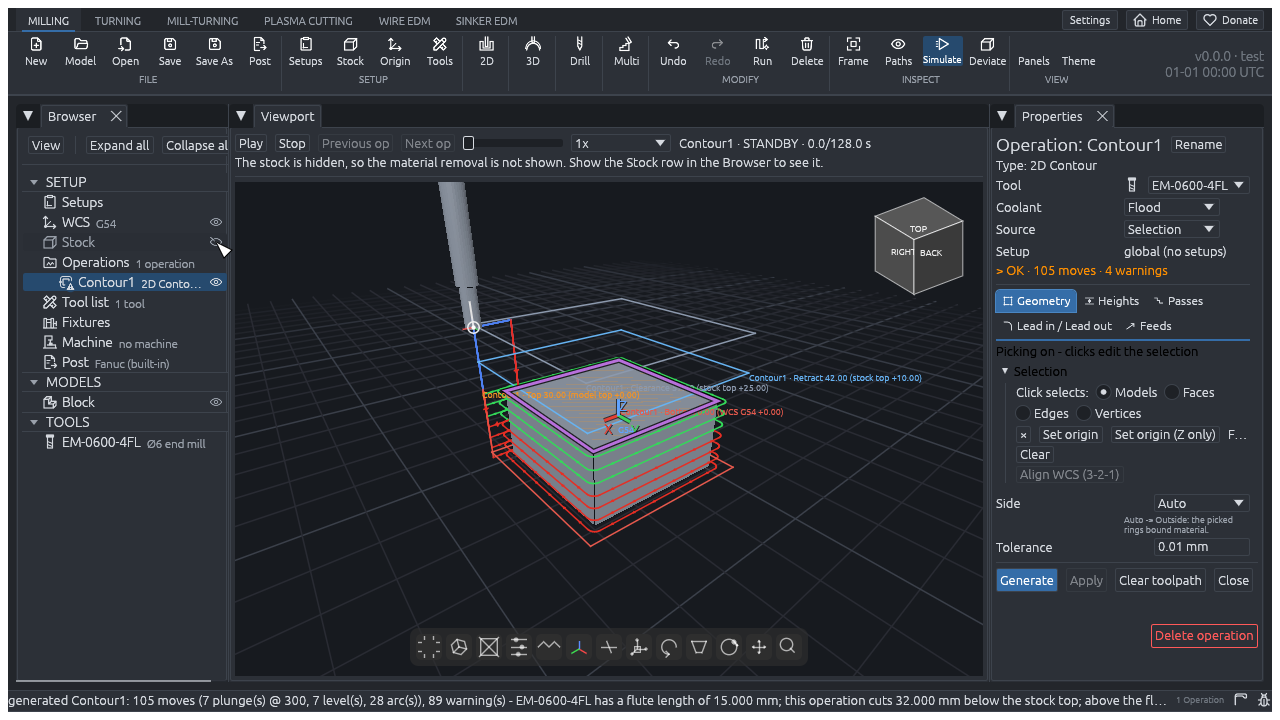 MILLING TURNING MILL-TURNING PLASMA CUTTING WIRE EDM SINKER EDM Settings Home Donate
New Model Open Save Save As Post Setups Stock Origin Tools 2D 3D Drill Multi Undo Redo Run Delete Frame Paths Simulate Deviate Panels Theme
FILE SETUP MODIFY INSPECT VIEW
v0.0.0 · test
01-01 00:00 UTC
Browser
View Expand all Collapse al
SETUP
Setups
WCS G54
Stock
Operations 1 operation
Contour1 2D Conto...
Tool list 1 tool
Fixtures
Machine no machine
Post Fanuc (built-in)
MODELS
Block
TOOLS
EM-0600-4FL Ø6 end mill
Viewport
Play Stop Previous op Next op 1x Contour1 · STANDBY · 0.0/128.0 s
The stock is hidden, so the material removal is not shown. Show the Stock row in the Browser to see it.
TOP
RIGHT BACK
Contour1 · Retract 42.00 (stock top +10.00)
(stock top +25.00)
(model top +0.00)
WCS G54 +0.00)
Z
X Y
Properties
Operation: Contour1 Rename
Type: 2D Contour
Tool EM-0600-4FL
Coolant Flood
Source Selection
Setup global (no setups)
> OK · 105 moves · 4 warnings
Geometry Heights Passes
Lead in / Lead out Feeds
Picking on - clicks edit the selection
Selection
Click selects: Models Faces
Edges Vertices
× Set origin Set origin (Z only) F...
Clear
Align WCS (3-2-1)
Side Auto
Auto -> Outside: the picked
rings bound material.
Tolerance 0.01 mm
Generate Apply Clear toolpath Close
Delete operation
generated Contour1: 105 moves (7 plunge(s) @ 300, 7 level(s), 28 arc(s)), 89 warning(s) - EM-0600-4FL has a flute length of 15.000 mm; this operation cuts 32.000 mm below the stock top; above the fl... 1 Operation